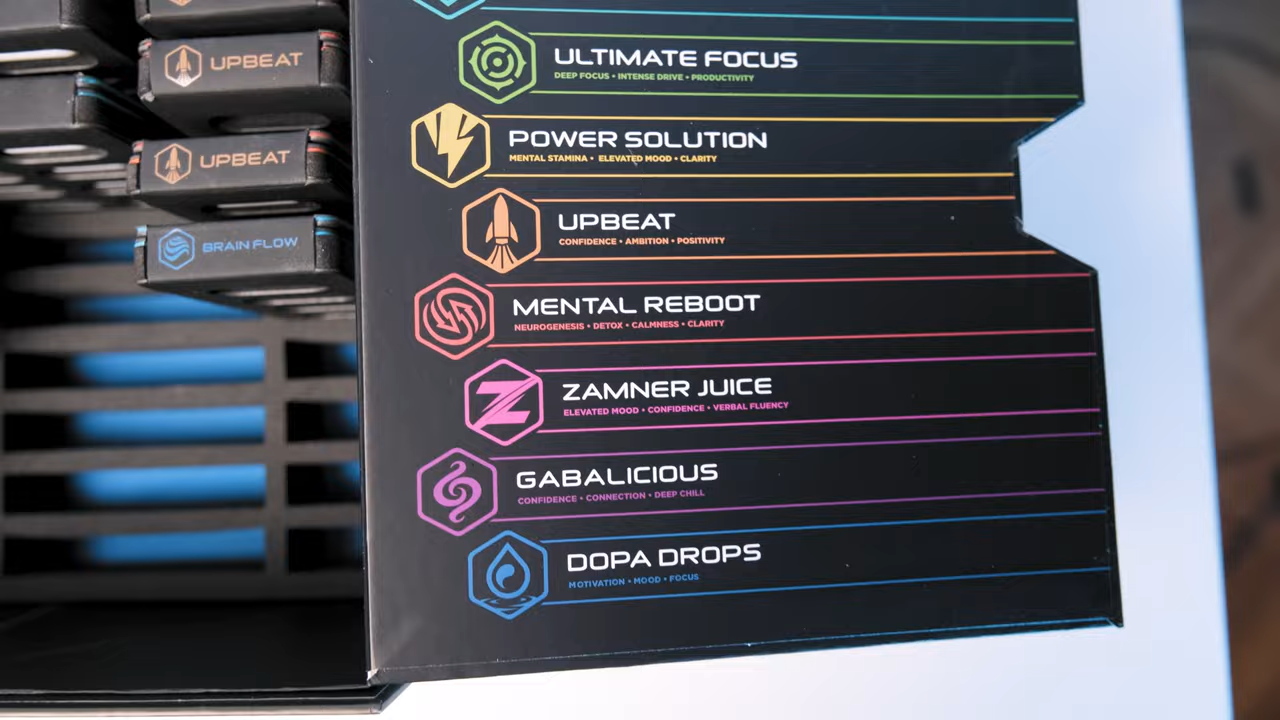 UPBEAT
UPBEAT
BRAIN FLOW
ULTIMATE FOCUS
DEEP FOCUS • INTENSE DRIVE • PRODUCTIVITY
POWER SOLUTION
MENTAL STAMINA • ELEVATED MOOD • CLARITY
UPBEAT
CONFIDENCE • AMBITION • POSITIVITY
MENTAL REBOOT
NEUROGENESIS • DETOX • CALMNESS • CLARITY
ZAMNER JUICE
ELEVATED MOOD • CONFIDENCE • VERBAL FLUENCY
GABALICIOUS
CONFIDENCE • CONNECTION • DEEP CHILL
DOPA DROPS
MOTIVATION • MOOD • FOCUS